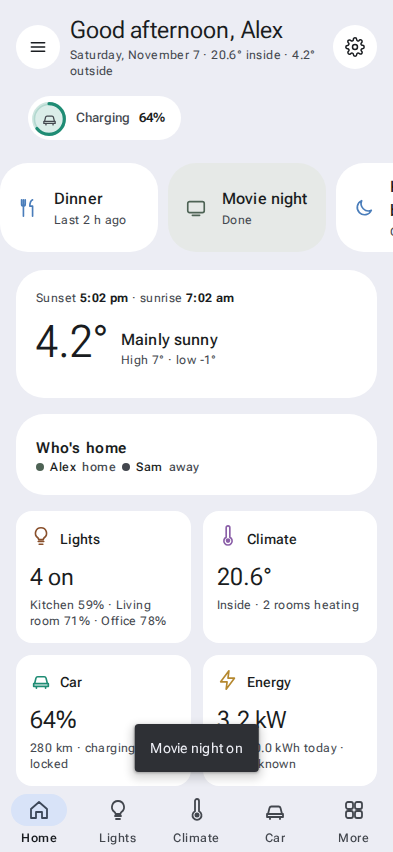 Good afternoon, Alex
Saturday, November 7 · 20.6° inside · 4.2°
outside
Charging 64%
Dinner
Last 2 h ago
Movie night
Done
Sunset 5:02 pm · sunrise 7:02 am
4.2°
Mainly sunny
High 7° · low -1°
Who's home
Alex home Sam away
Lights
4 on
Kitchen 59% · Living
room 71% · Office 78%
Climate
20.6°
Inside · 2 rooms heating
Car
64%
280 km · charging
locked
Energy
3.2 kW
.0 kWh today ·
known
Movie night on
Home
Lights
Climate
Car
More